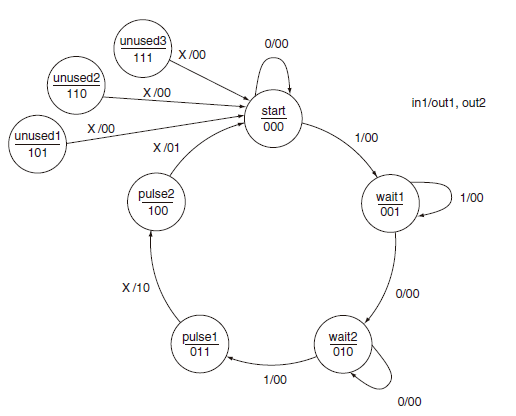 unused3
111
X /00
0/00
unused2
110
X /00
start
000
in1/out1, out2
unused1
101
X /00
X /01
1/00
pulse2
100
wait1
001
1/00
X /10
0/00
pulse1
011
wait2
010
1/00
0/00